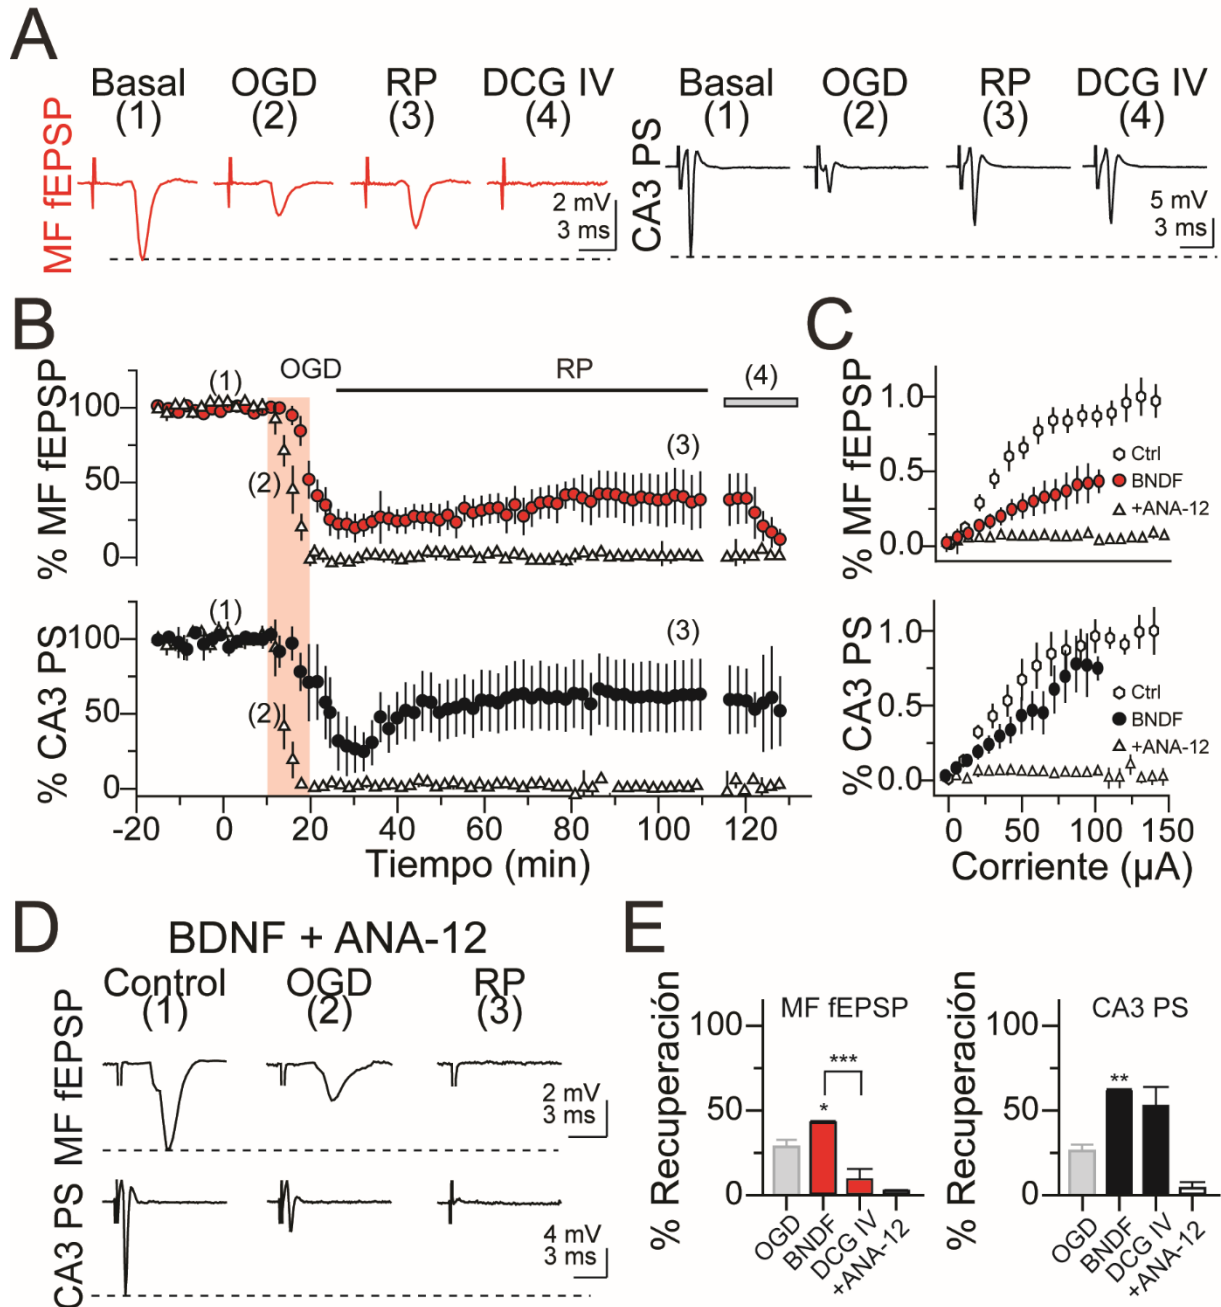 A
Basal OGD RP DCG IV
(1) (2) (3) (4)
MF fEPSP
2 mV
3 ms
Basal OGD RP DCG IV
(1) (2) (3) (4)
CA3 PS
5 mV
3 ms
B
% MF fEPSP
100
50
0
(1)
OGD
RP
(4)
(2)
(3)
% CA3 PS
100
50
0
(1)
(2)
(3)
-20 0 20 40 60 80 100 120
Tiempo (min)
C
% MF fEPSP
1.0
0.5
0.0
Ctrl
BNDF
+ANA-12
% CA3 PS
1.0
0.5
0.0
Ctrl
BNDF
+ANA-12
0 50 100 150
Corriente (µA)
D
BDNF + ANA-12
Control OGD RP
(1) (2) (3)
MF fEPSP
2 mV
3 ms
CA3 PS
4 mV
3 ms
E
% Recuperación
MF fEPSP
100
50
0
***
*
OGD
BNDF
DCG IV
+ANA-12
% Recuperación
CA3 PS
100
50
0
**
OGD
BNDF
DCG IV
+ANA-12